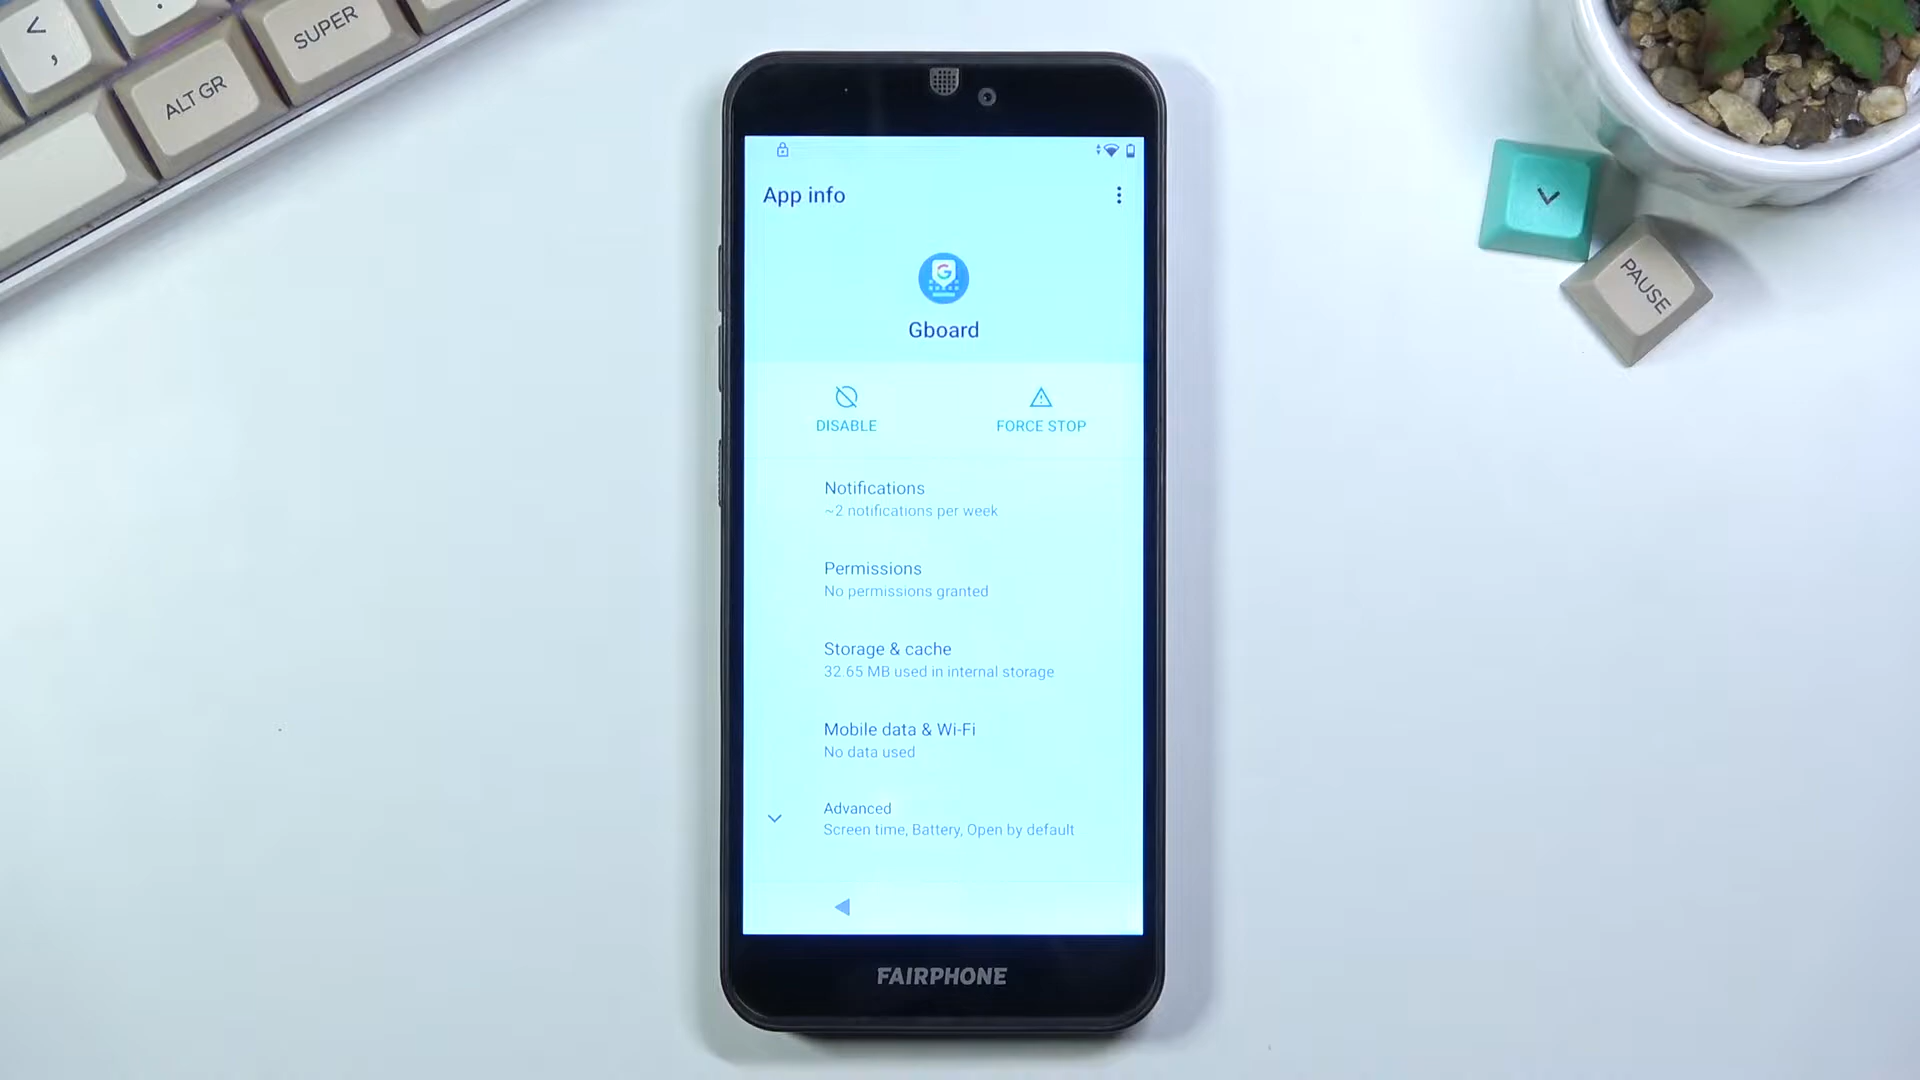 <
,
ALT GR
SUPER
PAUSE
App info
G
Gboard
DISABLE
FORCE STOP
Notifications
~2 notifications per week
Permissions
No permissions granted
Storage & cache
32.65 MB used in internal storage
Mobile data & Wi-Fi
No data used
Advanced
Screen time, Battery, Open by default
FAIRPHONE